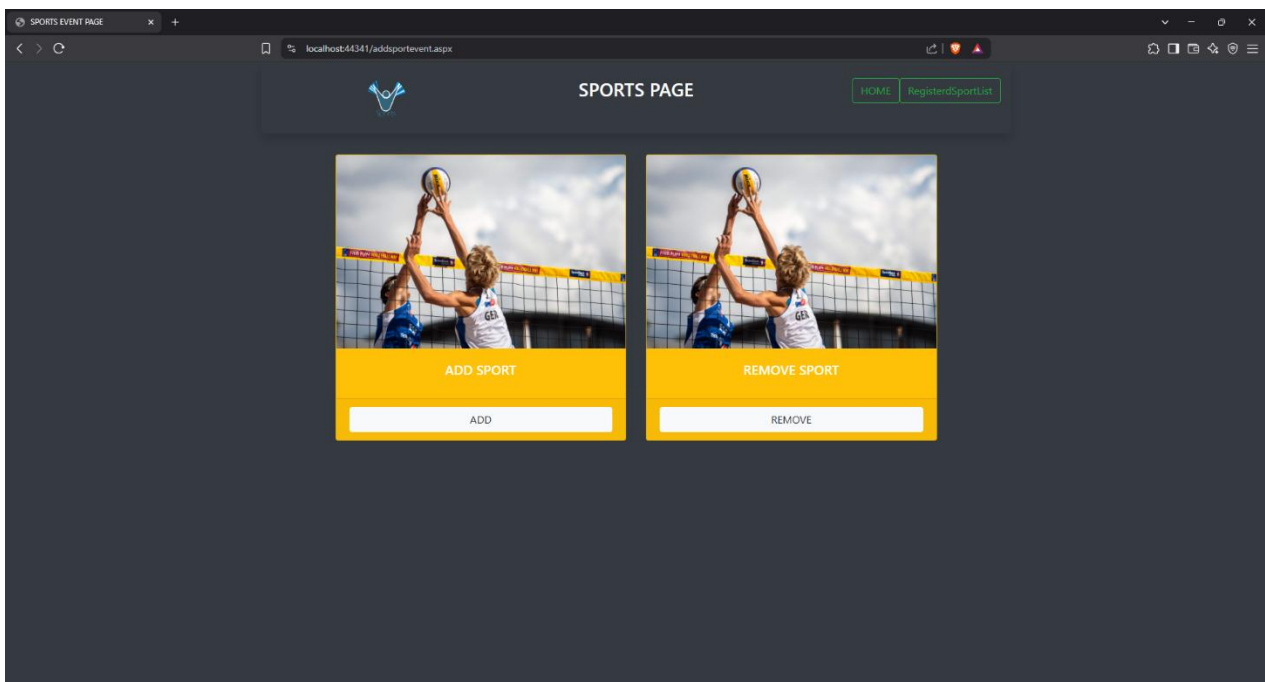 SPORTS EVENT PAGE
localhost:44341/addsportevent.aspx
SPORTS PAGE
HOME RegisterdSportList
GER
GER
ADD SPORT REMOVE SPORT
ADD REMOVE